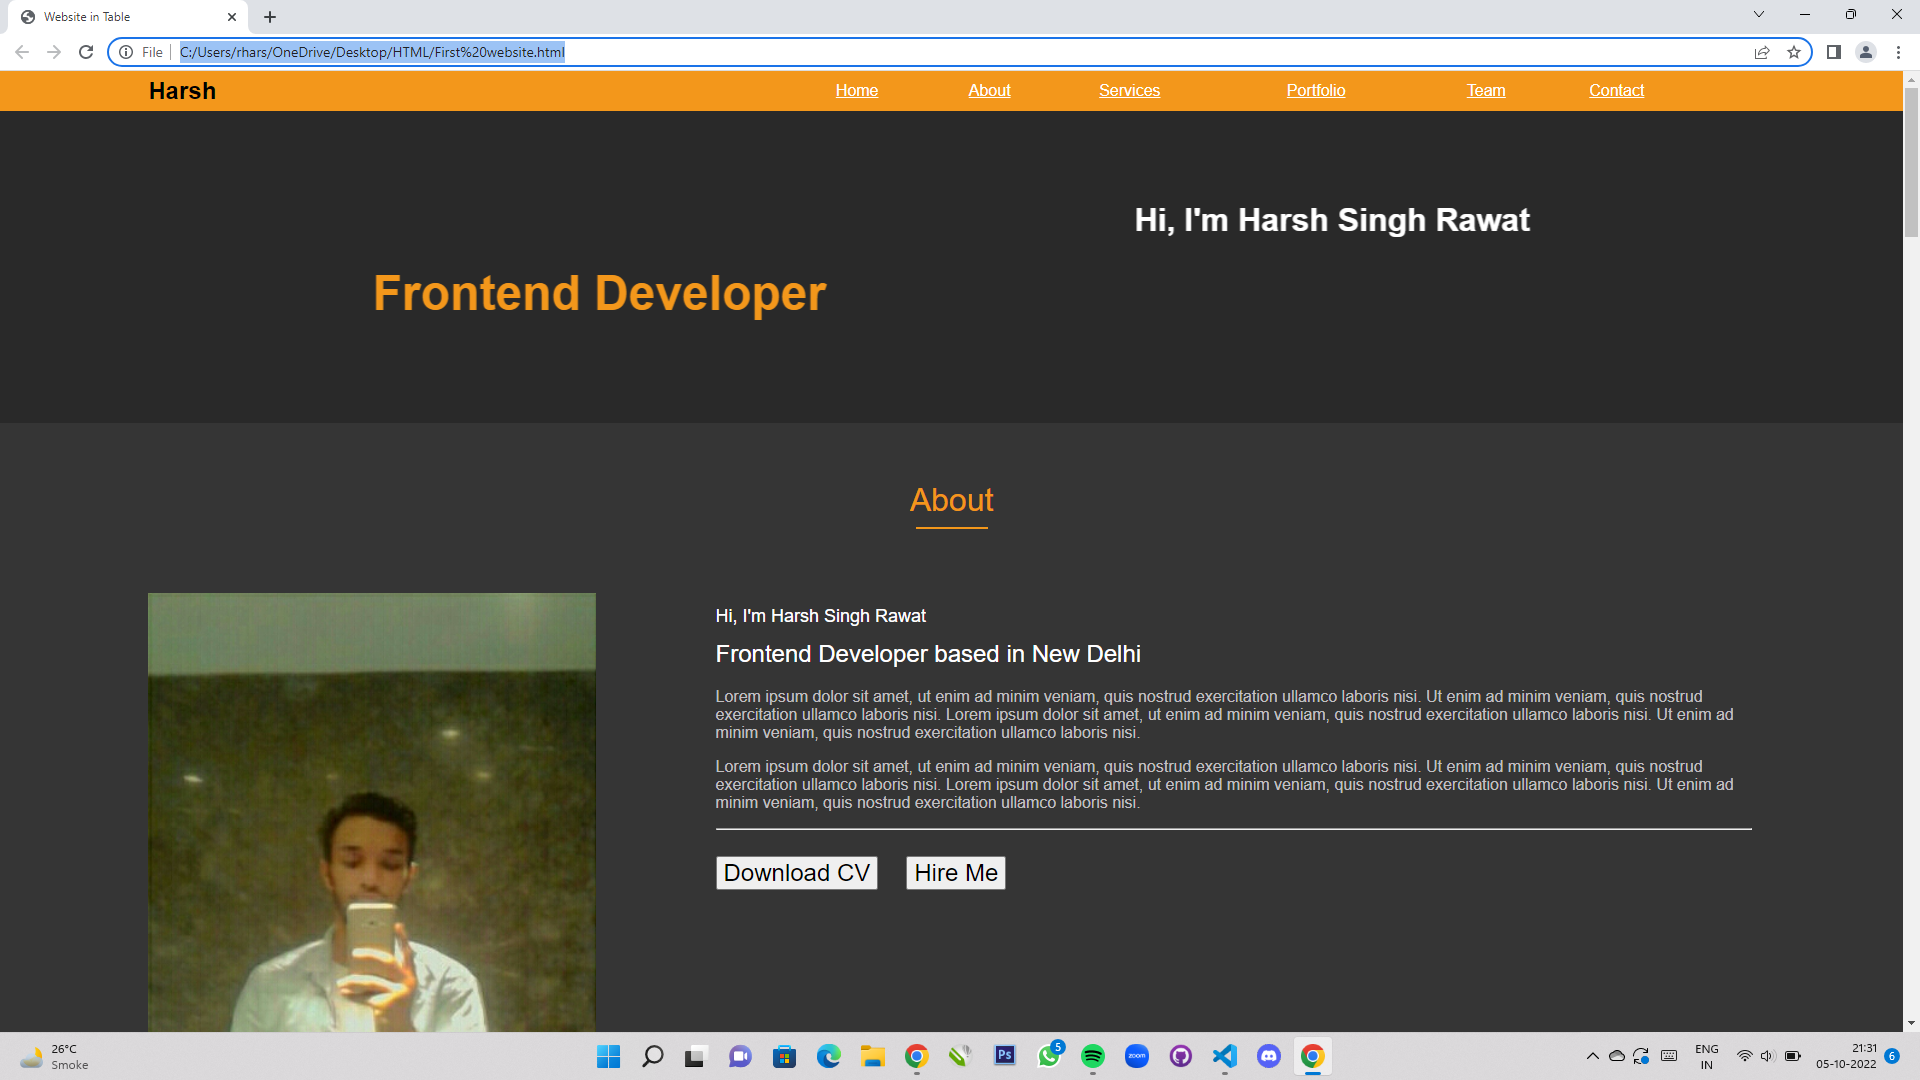 Website in Table
File
C:/Users/rhars/OneDrive/Desktop/HTML/First%20website.html
Harsh
Home About Services Portfolio Team Contact
Hi, I'm Harsh Singh Rawat
Frontend Developer
About
Hi, I'm Harsh Singh Rawat
Frontend Developer based in New Delhi
Lorem ipsum dolor sit amet, ut enim ad minim veniam, quis nostrud exercitation ullamco laboris nisi. Ut enim ad minim veniam, quis nostrud
exercitation ullamco laboris nisi. Lorem ipsum dolor sit amet, ut enim ad minim veniam, quis nostrud exercitation ullamco laboris nisi. Ut enim ad
minim veniam, quis nostrud exercitation ullamco laboris nisi.
Lorem ipsum dolor sit amet, ut enim ad minim veniam, quis nostrud exercitation ullamco laboris nisi. Ut enim ad minim veniam, quis nostrud
exercitation ullamco laboris nisi. Lorem ipsum dolor sit amet, ut enim ad minim veniam, quis nostrud exercitation ullamco laboris nisi. Ut enim ad
minim veniam, quis nostrud exercitation ullamco laboris nisi.
Download CV Hire Me
26°C
Smoke
Ps
5
zoom
ENG
IN
21:31
05-10-2022
6